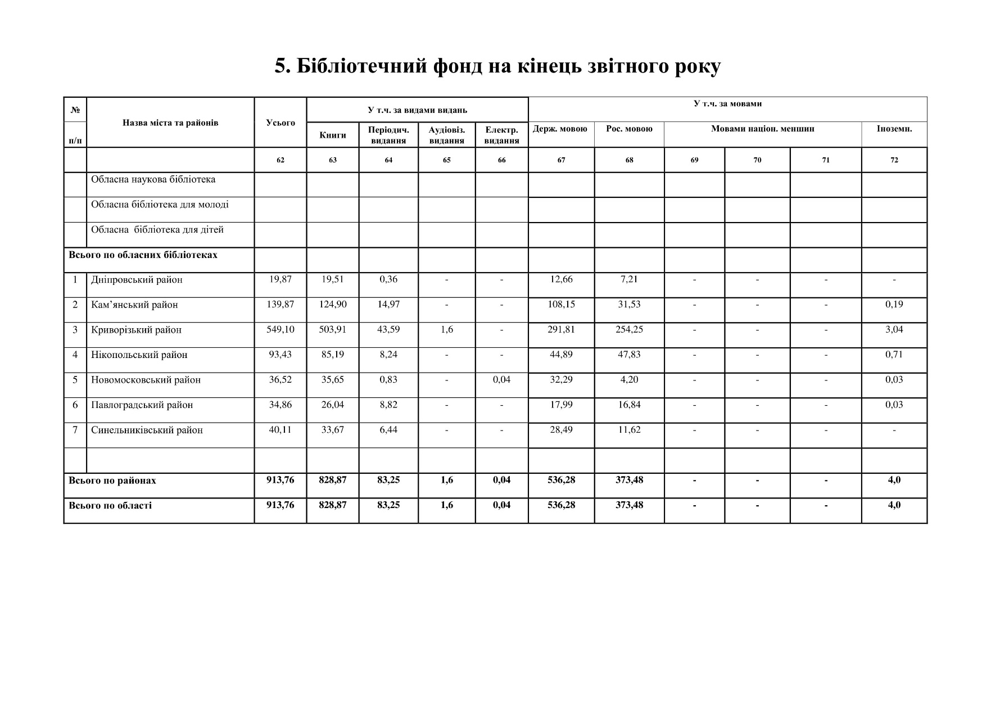 5. Бібліотечний фонд на кінець звітного року
№ п/п Назва міста та районів Усього У т.ч. за видами видань У т.ч. за мовами
Книги Періодич. видання Аудіовіз. видання Електр. видання Держ. мовою Рос. мовою Мовами націон. меншин Іноземн.
62 63 64 65 66 67 68 69 70 71 72
Обласна наукова бібліотека
Обласна бібліотека для молоді
Обласна бібліотека для дітей
Всього по обласних бібліотеках
1 Дніпровський район 19,87 19,51 0,36 - - 12,66 7,21 - - - -
2 Кам’янський район 139,87 124,90 14,97 - - 108,15 31,53 - - - 0,19
3 Криворізький район 549,10 503,91 43,59 1,6 - 291,81 254,25 - - - 3,04
4 Нікопольський район 93,43 85,19 8,24 - - 44,89 47,83 - - - 0,71
5 Новомосковський район 36,52 35,65 0,83 - 0,04 32,29 4,20 - - - 0,03
6 Павлоградський район 34,86 26,04 8,82 - - 17,99 16,84 - - - 0,03
7 Синельниківський район 40,11 33,67 6,44 - - 28,49 11,62 - - - -
Всього по районах 913,76 828,87 83,25 1,6 0,04 536,28 373,48 - - - 4,0
Всього по області 913,76 828,87 83,25 1,6 0,04 536,28 373,48 - - - 4,0